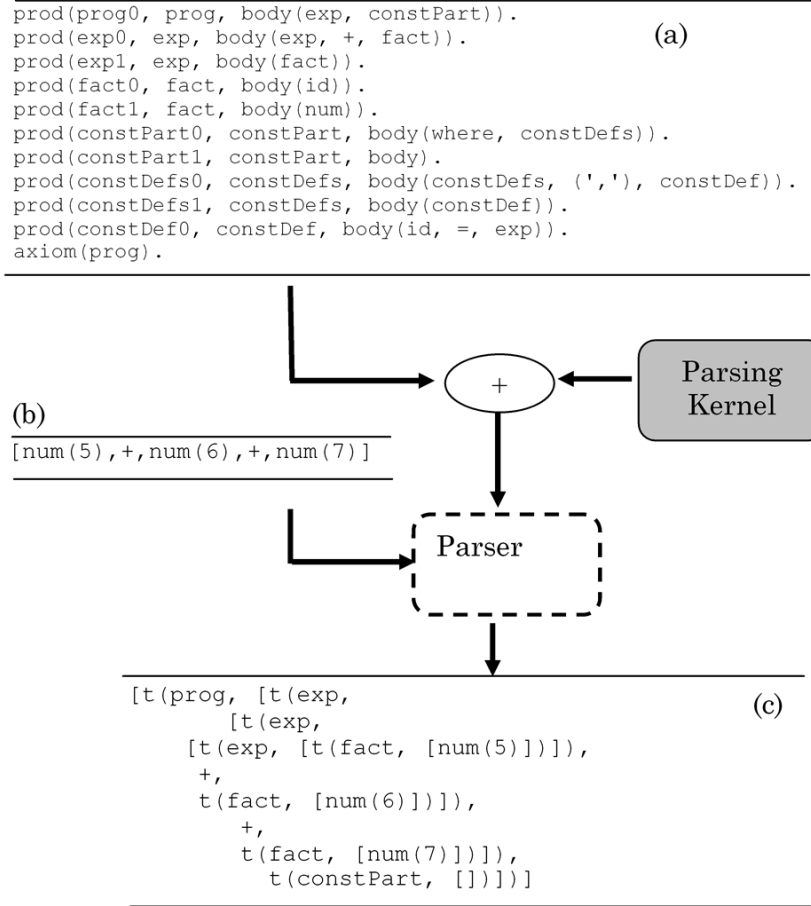 prod(prog0, prog, body(exp, constPart)).
prod(exp0, exp, body(exp, +, fact)).
(a)
prod(exp1, exp, body(fact)).
prod(fact0, fact, body(id)).
prod(fact1, fact, body(num)).
prod(constPart0, constPart, body(where, constDefs)).
prod(constPart1, constPart, body).
prod(constDefs0, constDefs, body(constDefs, (','), constDef)).
prod(constDefs1, constDefs, body(constDef)).
prod(constDef0, constDef, body(id, =, exp)).
axiom(prog).
+
Parsing
Kernel
(b)
[num(5),+,num(6),+,num(7)]
Parser
[t(prog, [t(exp,
(c)
[t(exp,
[t(exp, [t(fact, [num(5)])]),
+,
t(fact, [num(6)])]),
+,
t(fact, [num(7)])]),
t(constPart, [])])]